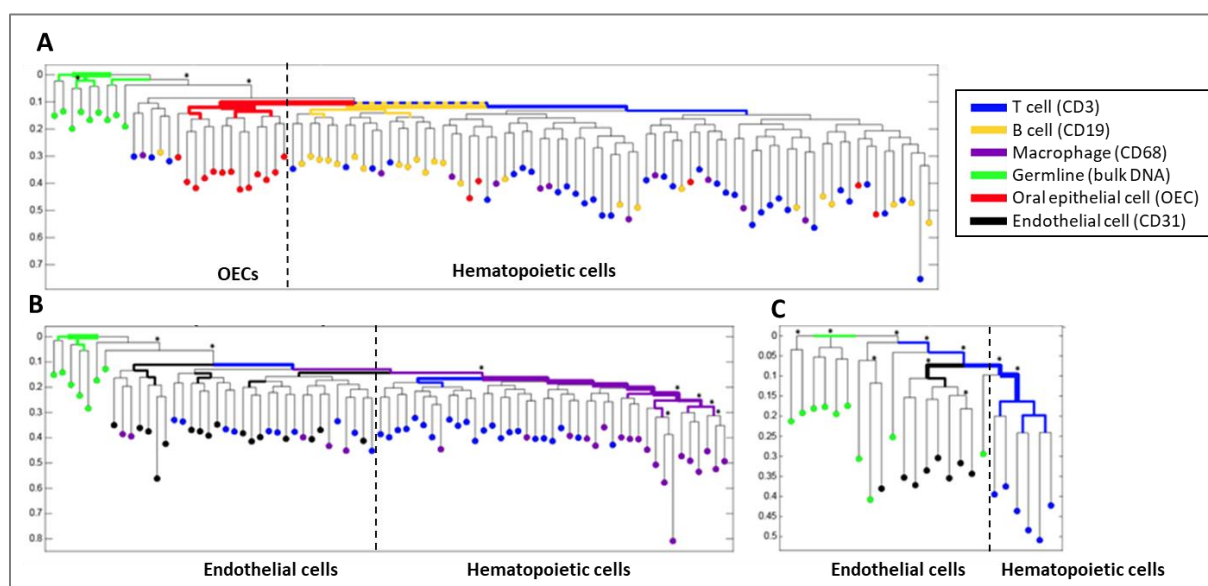 A
0
0.1
0.2
0.3
0.4
0.5
0.6
0.7
OECs
Hematopoietic cells
T cell (CD3)
B cell (CD19)
Macrophage (CD68)
Germline (bulk DNA)
Oral epithelial cell (OEC)
Endothelial cell (CD31)
B
0
0.1
0.2
0.3
0.4
0.5
0.6
0.7
0.8
Endothelial cells
Hematopoietic cells
C
0
0.05
0.1
0.15
0.2
0.25
0.3
0.35
0.4
0.45
0.5
Endothelial cells
Hematopoietic cells